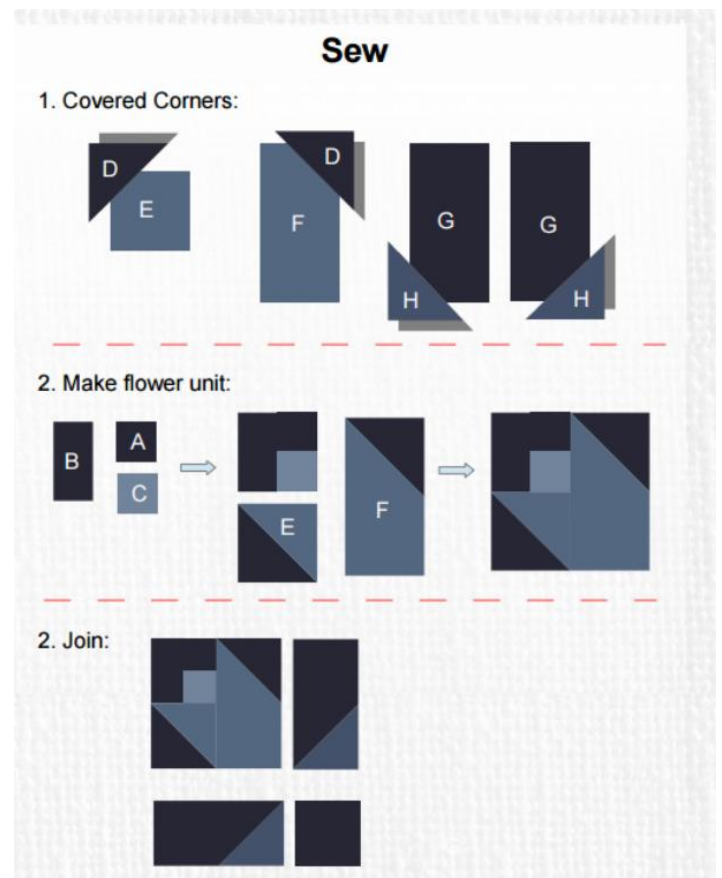 Sew
1. Covered Corners:
D
D
E
F
G
G
H
H
2. Make flower unit:
B
A
C
E
F
2. Join: